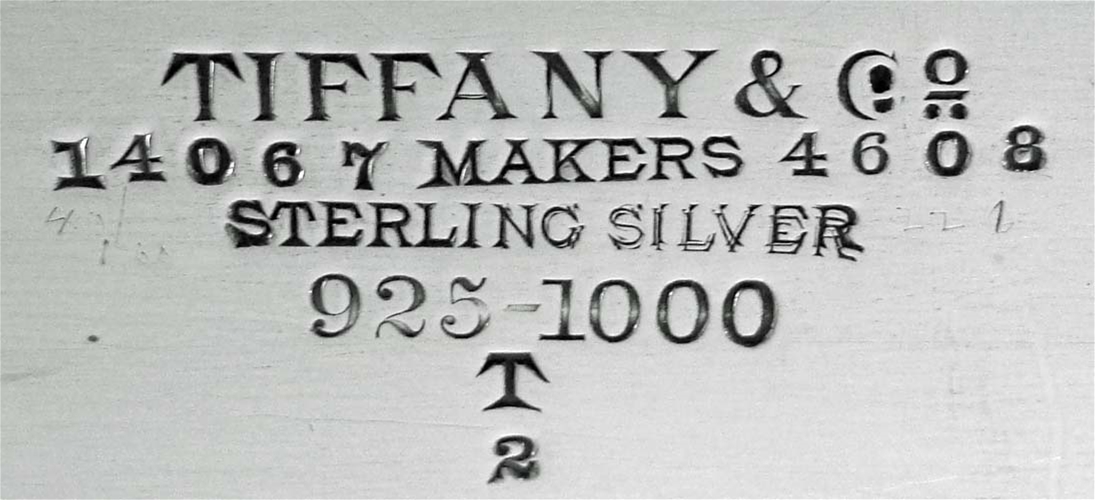 TIFFANY & Co
14067 MAKERS 4608
STERLING SILVER
925-1000
T
2